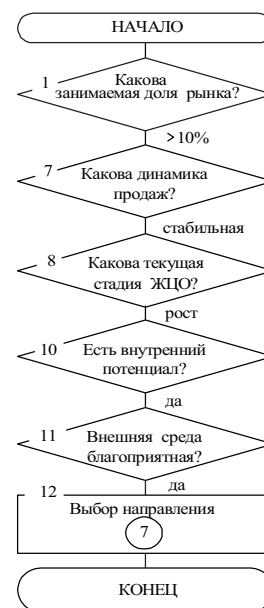 НАЧАЛО
1 Какова
занимаемая доля рынка?
>10%
7
Какова динамика
продаж?
стабильная
8
Какова текущая
стадия ЖЦО?
рост
10 Есть внутренний
потенциал?
да
11 Внешняя среда
благоприятная?
12 да
Выбор направления
7
КОНЕЦ